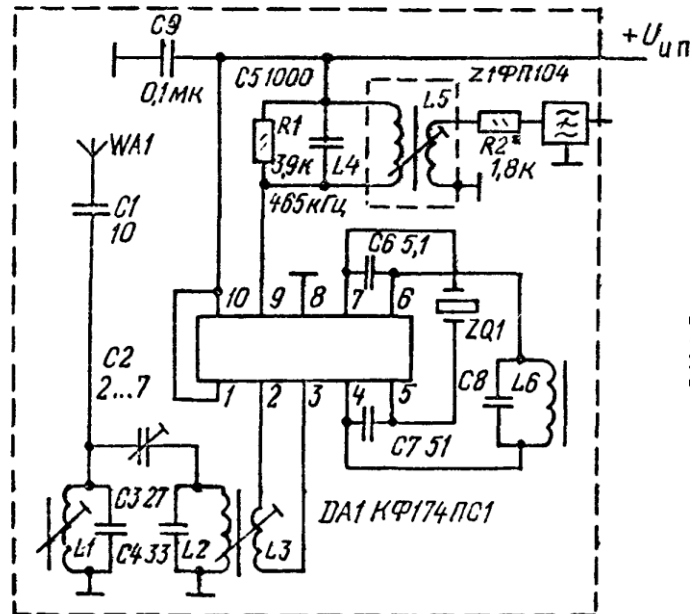 C9
0,1мк
+Uип
C5 1000
Z1ФП104
L5
R1
3,9к
L4
R2*
1,8к
WA1
465кГц
C1
10
C6 5,1
10 9 8 7 6
ZQ1
C2
2...7
1 2 3 4 5
C8
L6
C7 51
C3 27
DA1 КФ174ПС1
L1
C4 33
L2
L3